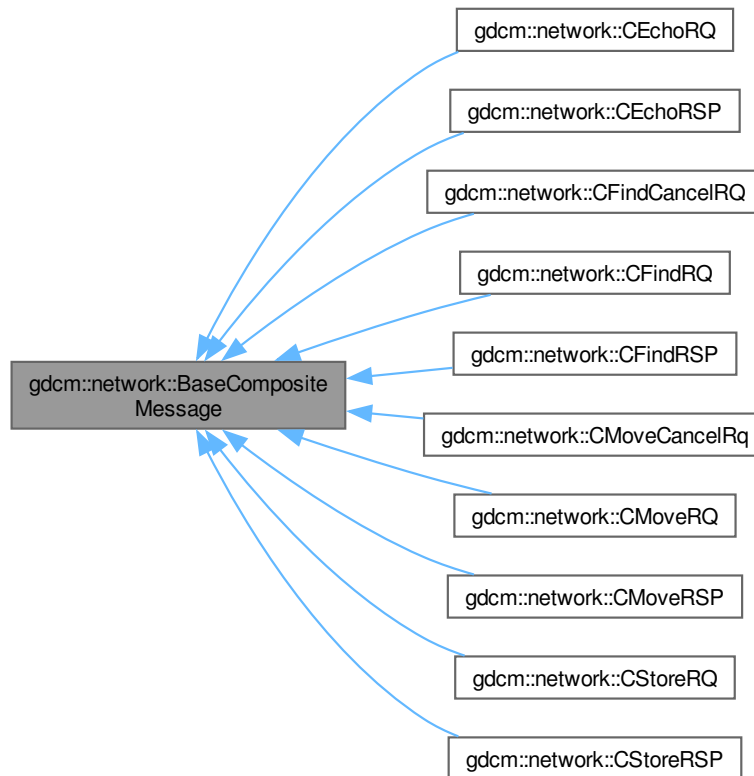 gdcm::network::CEchoRQ
gdcm::network::CEchoRSP
gdcm::network::CFindCancelRQ
gdcm::network::CFindRQ
gdcm::network::CFindRSP
gdcm::network::BaseComposite
Message
gdcm::network::CMoveCancelRq
gdcm::network::CMoveRQ
gdcm::network::CMoveRSP
gdcm::network::CStoreRQ
gdcm::network::CStoreRSP